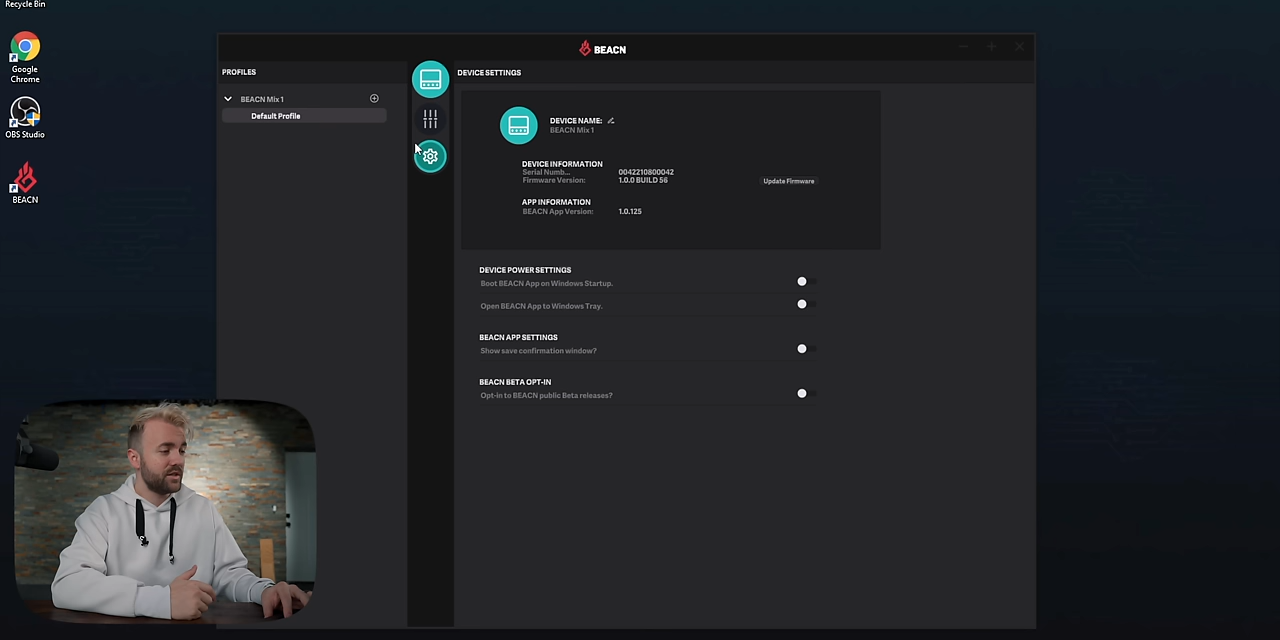 Recycle Bin
Google
Chrome
OBS Studio
BEACN
BEACN
PROFILES
BEACN Mix 1
Default Profile
DEVICE SETTINGS
DEVICE NAME:
BEACN Mix 1
DEVICE INFORMATION
Serial Numb... 0042210800042
Firmware Version: 1.0.0 BUILD 56
Update Firmware
APP INFORMATION
BEACN App Version: 1.0.125
DEVICE POWER SETTINGS
Boot BEACN App on Windows Startup.
Open BEACN App to Windows Tray.
BEACN APP SETTINGS
Show save confirmation window?
BEACN BETA OPT-IN
Opt-in to BEACN public Beta releases?